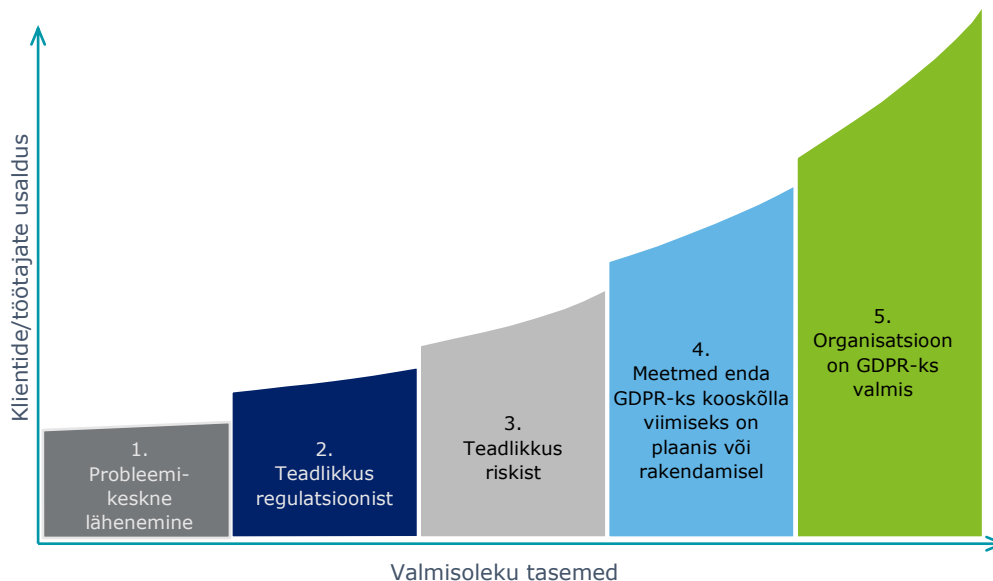 Klientide/töötajate usaldus
1.
Probleemi-
keskne
lähenemine
2.
Teadlikkus
regulatsioonist
3.
Teadlikkus
riskist
4.
Meetmed enda
GDPR-ks kooskõlla
viimiseks on
plaanis või
rakendamisel
5.
Organisatsioon
on GDPR-ks
valmis
Valmisoleku tasemed